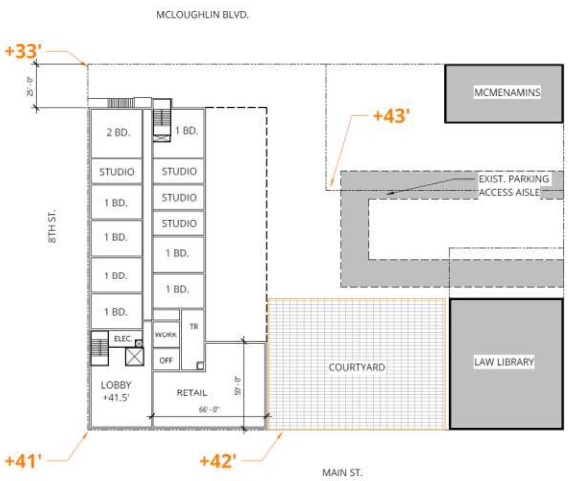 MCLOUGHLIN BLVD.
+33'
25' - 0"
MCMENAMINS
+43'
2 BD.
1 BD.
STUDIO
STUDIO
EXIST. PARKING
ACCESS AISLE
1 BD.
STUDIO
8TH ST.
1 BD.
STUDIO
1 BD.
1 BD.
1 BD.
1 BD.
ELEC.
WORK
TR
OFF
LOBBY
+41.5'
RETAIL
50' - 0"
66' - 0"
COURTYARD
LAW LIBRARY
+41'
+42'
MAIN ST.